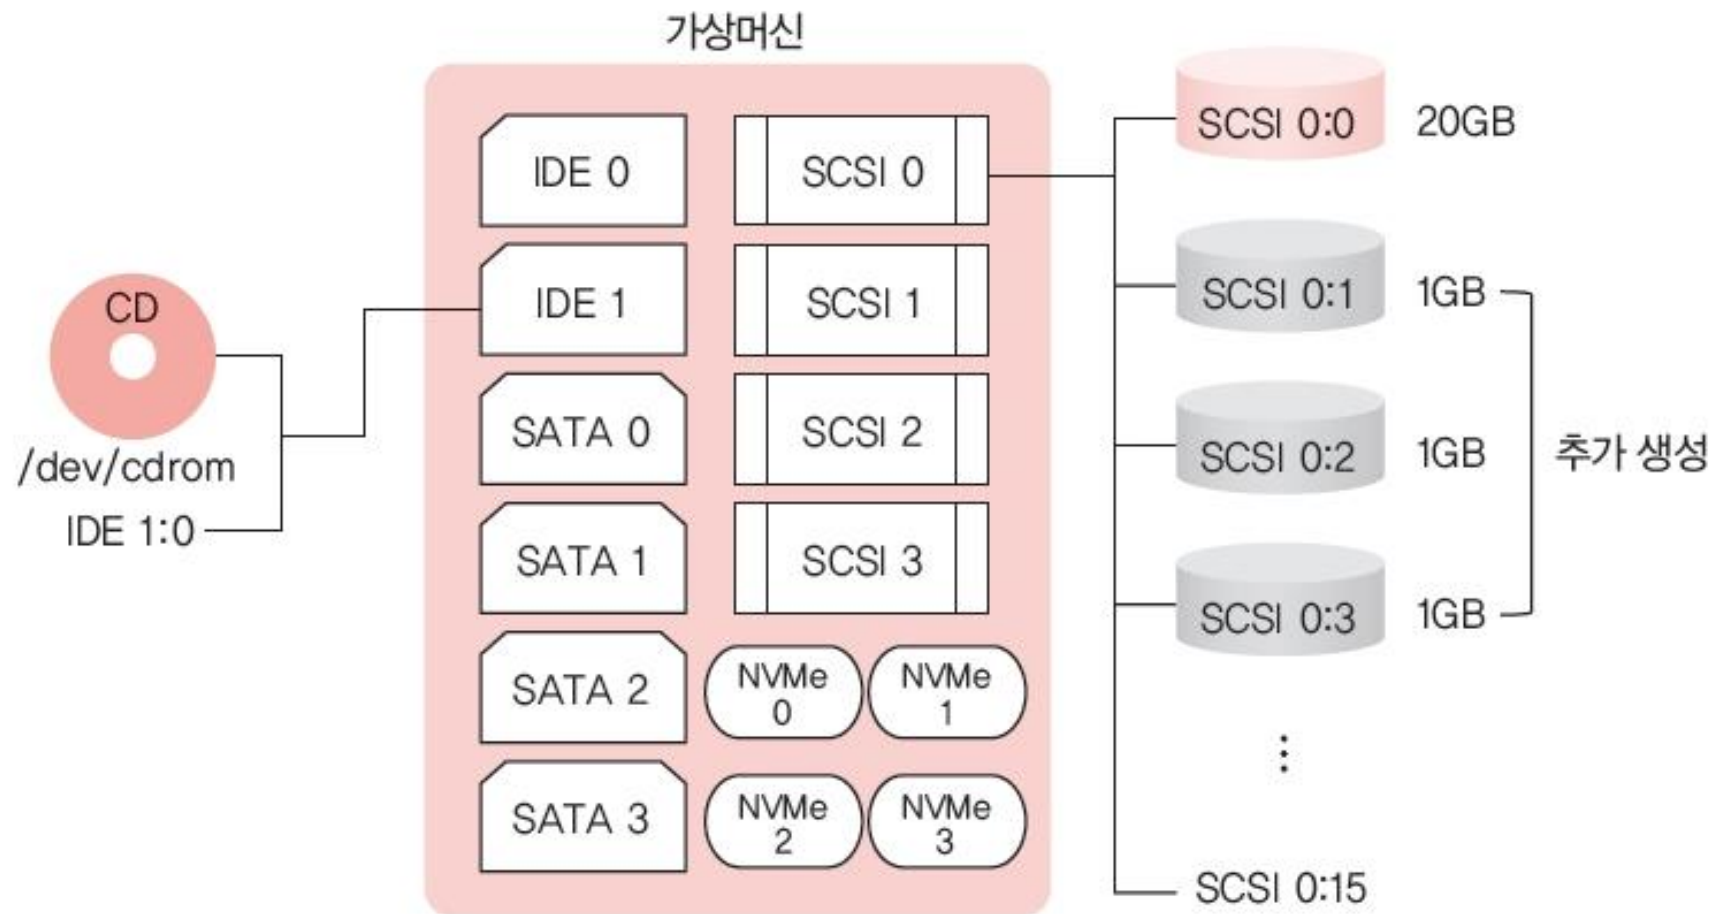 가상머신
CD
/dev/cdrom
IDE 1:0
IDE 0
IDE 1
SATA 0
SATA 1
SATA 2
SATA 3
SCSI 0
SCSI 1
SCSI 2
SCSI 3
NVMe
0
NVMe
1
NVMe
2
NVMe
3
SCSI 0:0
20GB
SCSI 0:1
1GB
SCSI 0:2
1GB
SCSI 0:3
1GB
추가 생성
⋮
SCSI 0:15